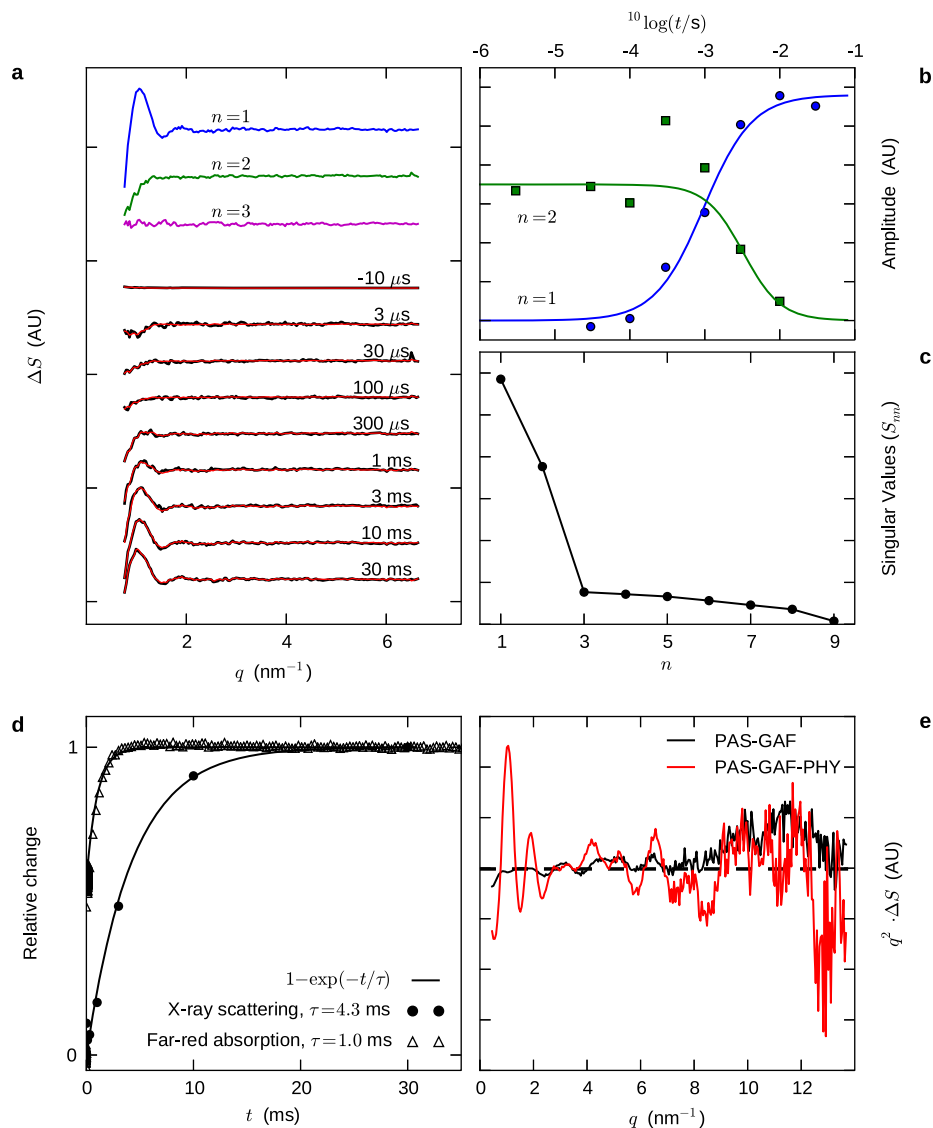 ¹⁰log(t/s)
-6 -5 -4 -3 -2 -1
a
b
n=1
n=2
n=3
-10 μs
3 μs
30 μs
100 μs
300 μs
1 ms
3 ms
10 ms
30 ms
ΔS (AU)
2 4 6
q (nm⁻¹)
n=2
n=1
Amplitude (AU)
c
Singular Values (Sₙₙ)
1 3 5 7 9
n
d
1
0
Relative change
1−exp(−t/τ)
X-ray scattering, τ=4.3 ms
Far-red absorption, τ=1.0 ms
0 10 20 30
t (ms)
e
PAS-GAF
PAS-GAF-PHY
q² · ΔS (AU)
0 2 4 6 8 10 12
q (nm⁻¹)